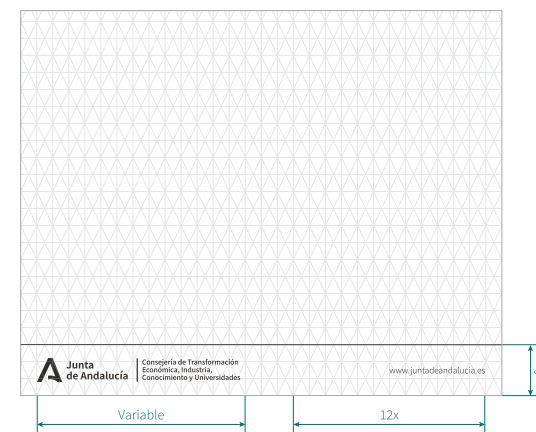 Junta
de Andalucía
Consejería de Transformación
Económica, Industria,
Conocimiento y Universidades
www.juntadeandalucia.es
Variable
12x